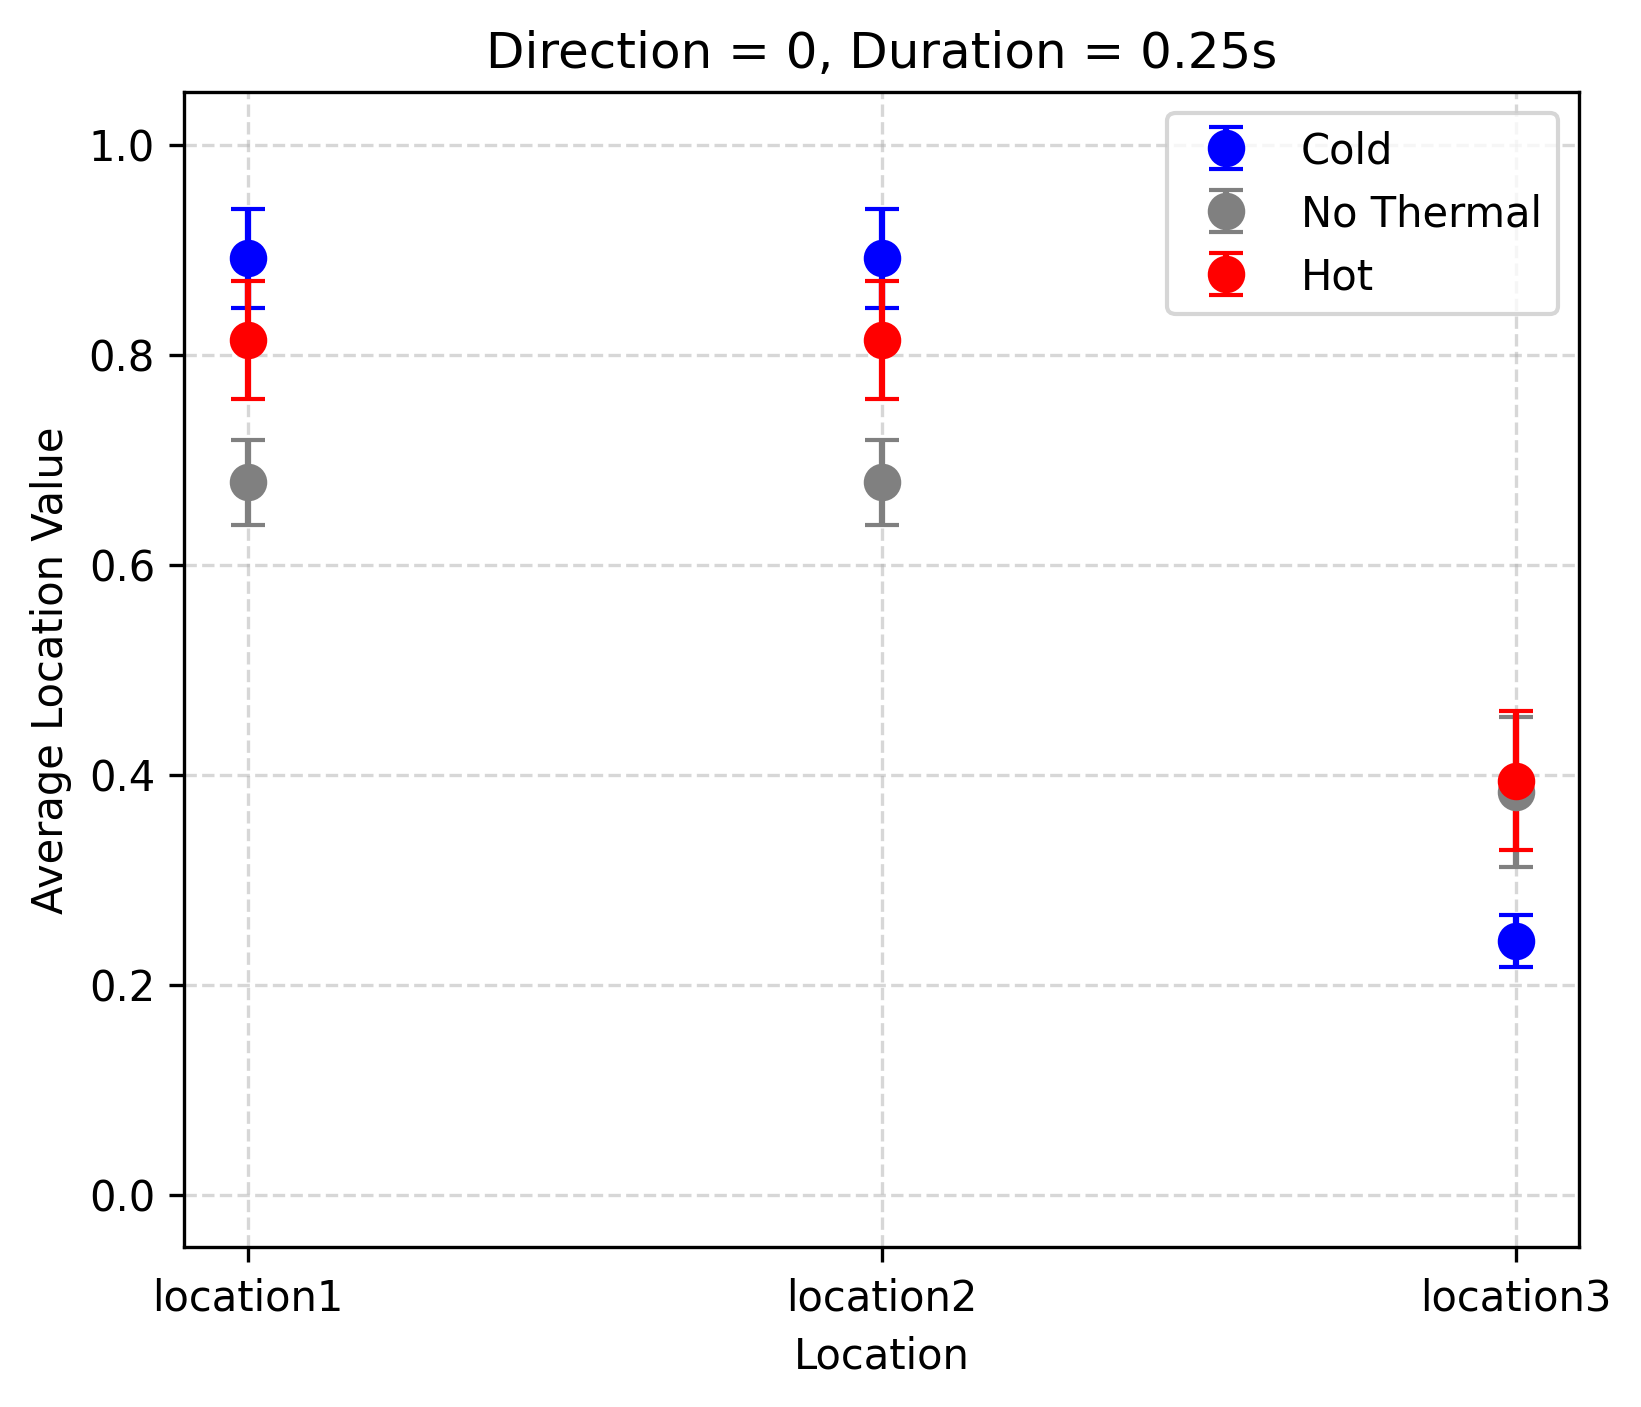 Direction = 0, Duration = 0.25s
Cold
No Thermal
Hot
1.0
0.8
0.6
0.4
0.2
0.0
Average Location Value
location1
location2
location3
Location